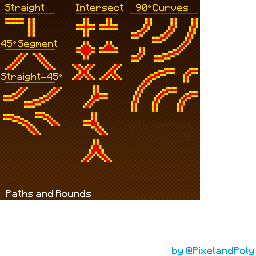 Straight
Intersect
90°Curves
45°Segment
Straight-45°
Paths and Rounds
by @PixelandPoly